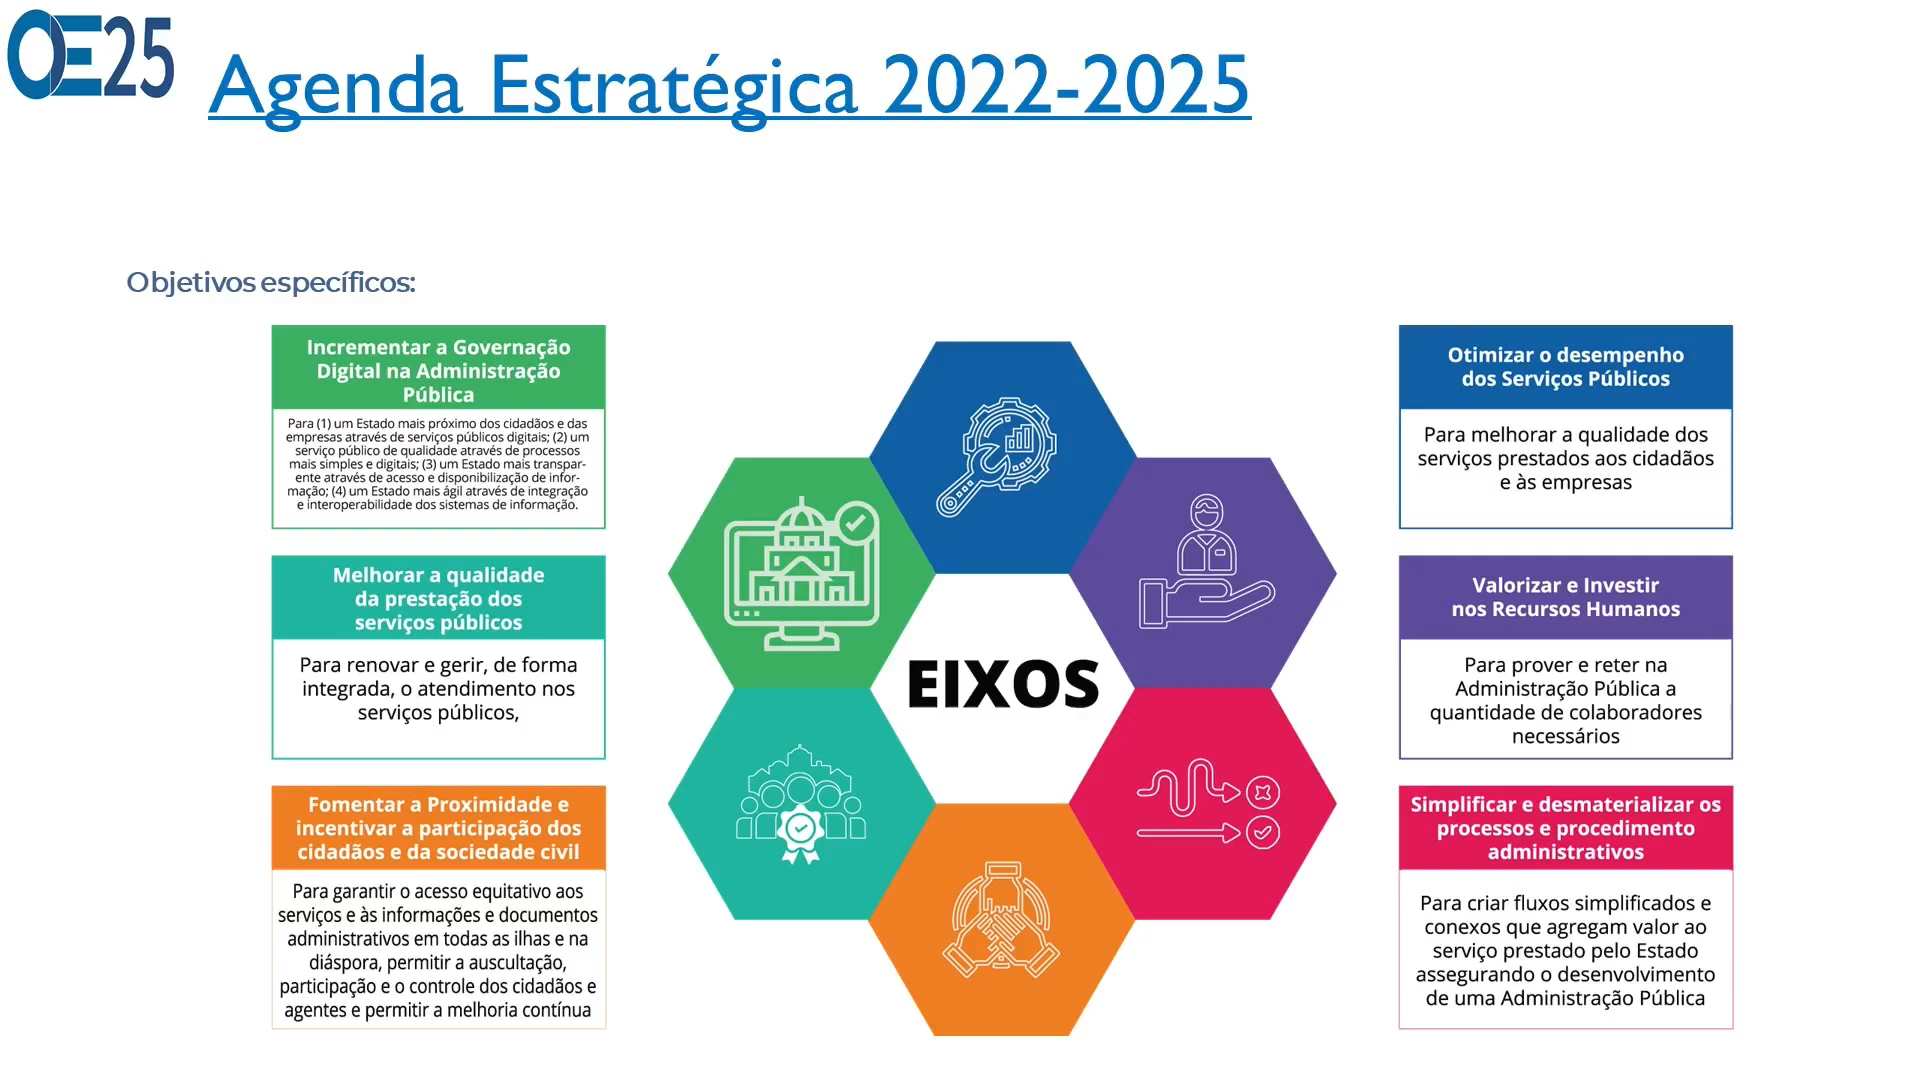 OE25
Agenda Estratégica 2022-2025
Objetivos específicos:
Incrementar a Governação
Digital na Administração
Pública
Para (1) um Estado mais próximo dos cidadãos e das
empresas através de serviços públicos digitais; (2) um
serviço público de qualidade através de processos
mais simples e digitais; (3) um Estado mais transpar-
ente através de acesso e disponibilização de infor-
mação; (4) um Estado mais ágil através de integração
e interoperabilidade dos sistemas de informação.
Melhorar a qualidade
da prestação dos
serviços públicos
Para renovar e gerir, de forma
integrada, o atendimento nos
serviços públicos,
Fomentar a Proximidade e
incentivar a participação dos
cidadãos e da sociedade civil
Para garantir o acesso equitativo aos
serviços e às informações e documentos
administrativos em todas as ilhas e na
diáspora, permitir a auscultação,
participação e o controle dos cidadãos e
agentes e permitir a melhoria contínua
EIXOS
Otimizar o desempenho
dos Serviços Públicos
Para melhorar a qualidade dos
serviços prestados aos cidadãos
e às empresas
Valorizar e Investir
nos Recursos Humanos
Para prover e reter na
Administração Pública a
quantidade de colaboradores
necessários
Simplificar e desmaterializar os
processos e procedimento
administrativos
Para criar fluxos simplificados e
conexos que agregam valor ao
serviço prestado pelo Estado
assegurando o desenvolvimento
de uma Administração Pública